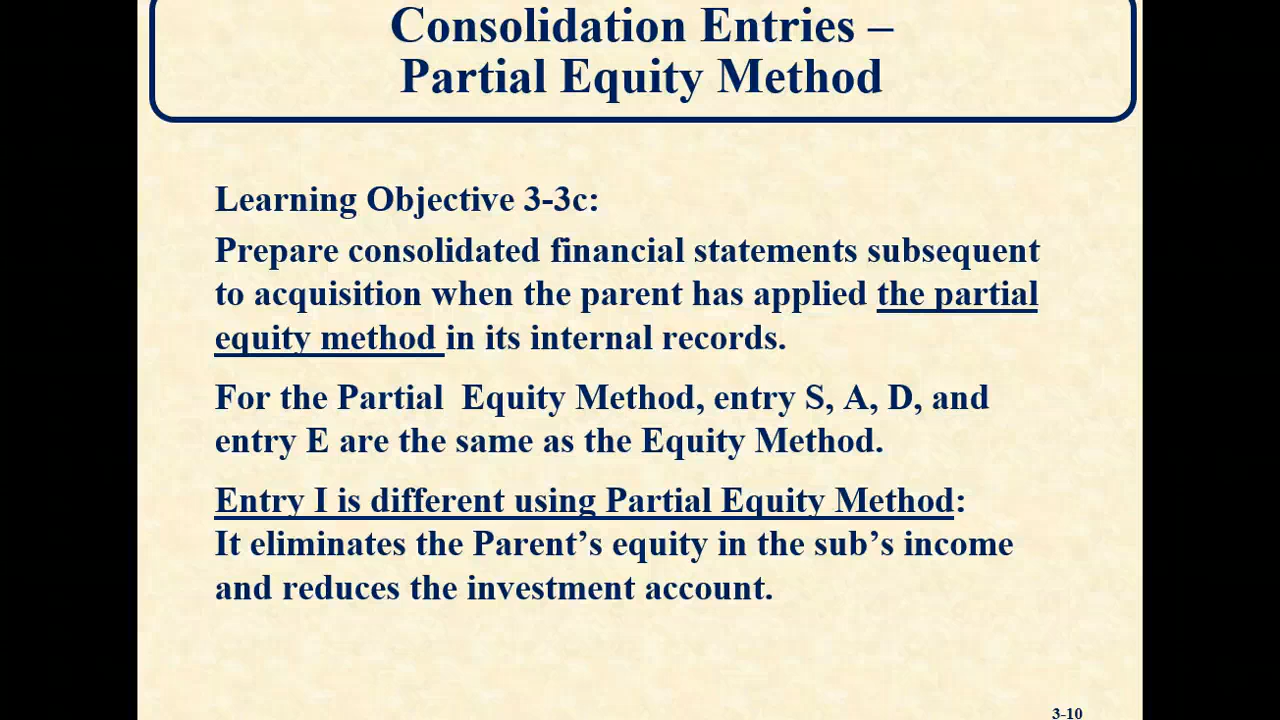 Consolidation Entries –
Partial Equity Method
Learning Objective 3-3c:
Prepare consolidated financial statements subsequent
to acquisition when the parent has applied the partial
equity method in its internal records.
For the Partial  Equity Method, entry S, A, D, and
entry E are the same as the Equity Method.
Entry I is different using Partial Equity Method:
It eliminates the Parent’s equity in the sub’s income
and reduces the investment account.
3-10